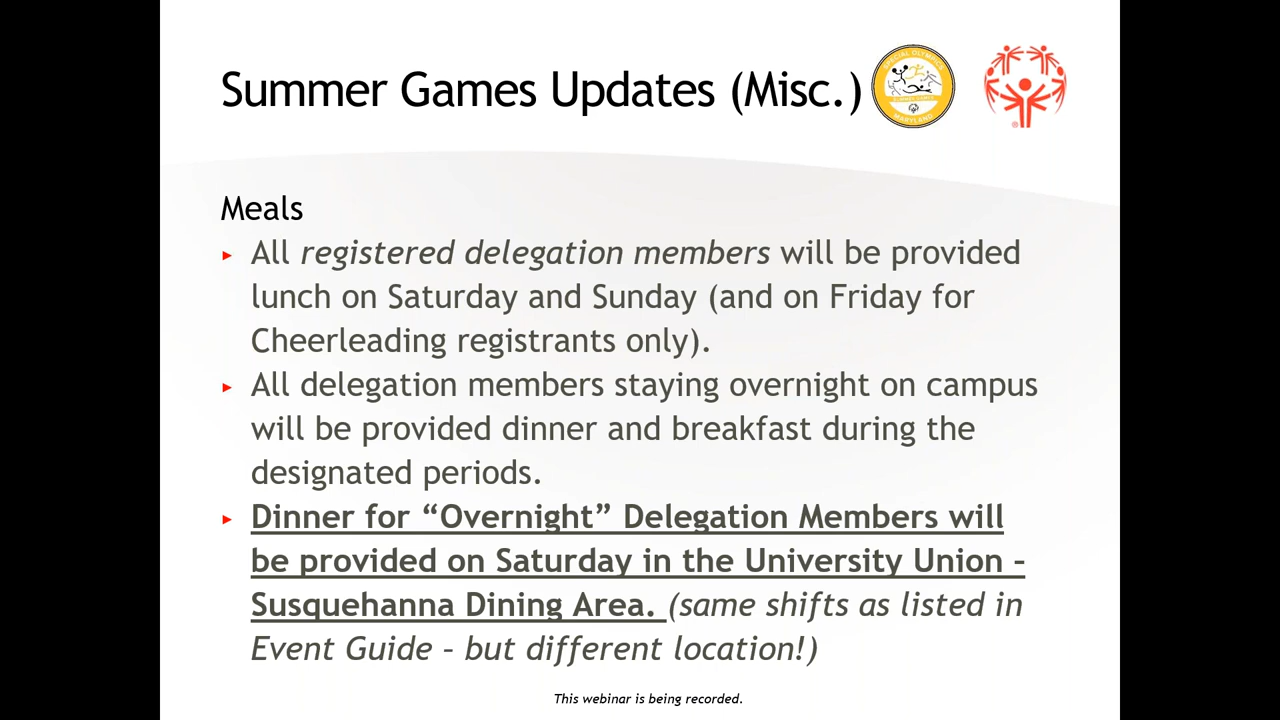 Summer Games Updates (Misc.)
SPECIAL OLYMPICS
MARYLAND
Meals
All registered delegation members will be provided
lunch on Saturday and Sunday (and on Friday for
Cheerleading registrants only).
All delegation members staying overnight on campus
will be provided dinner and breakfast during the
designated periods.
Dinner for “Overnight” Delegation Members will
be provided on Saturday in the University Union –
Susquehanna Dining Area. (same shifts as listed in
Event Guide – but different location!)
This webinar is being recorded.